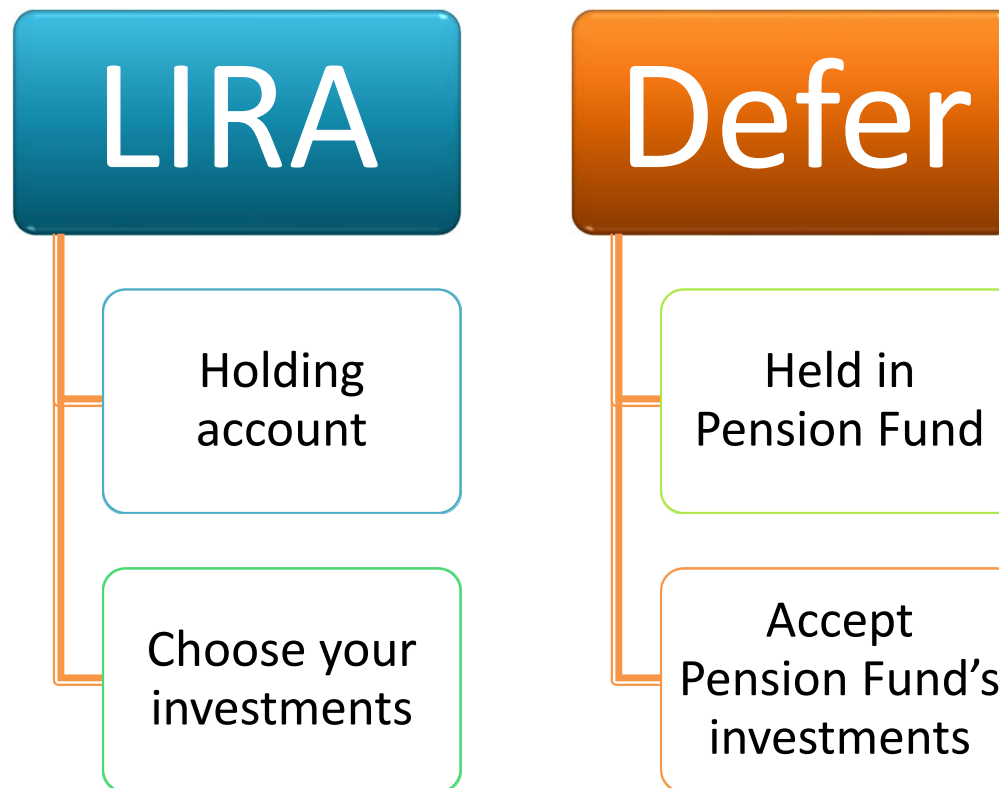 LIRA
Holding
account
Choose your
investments
Defer
Held in
Pension Fund
Accept
Pension Fund’s
investments